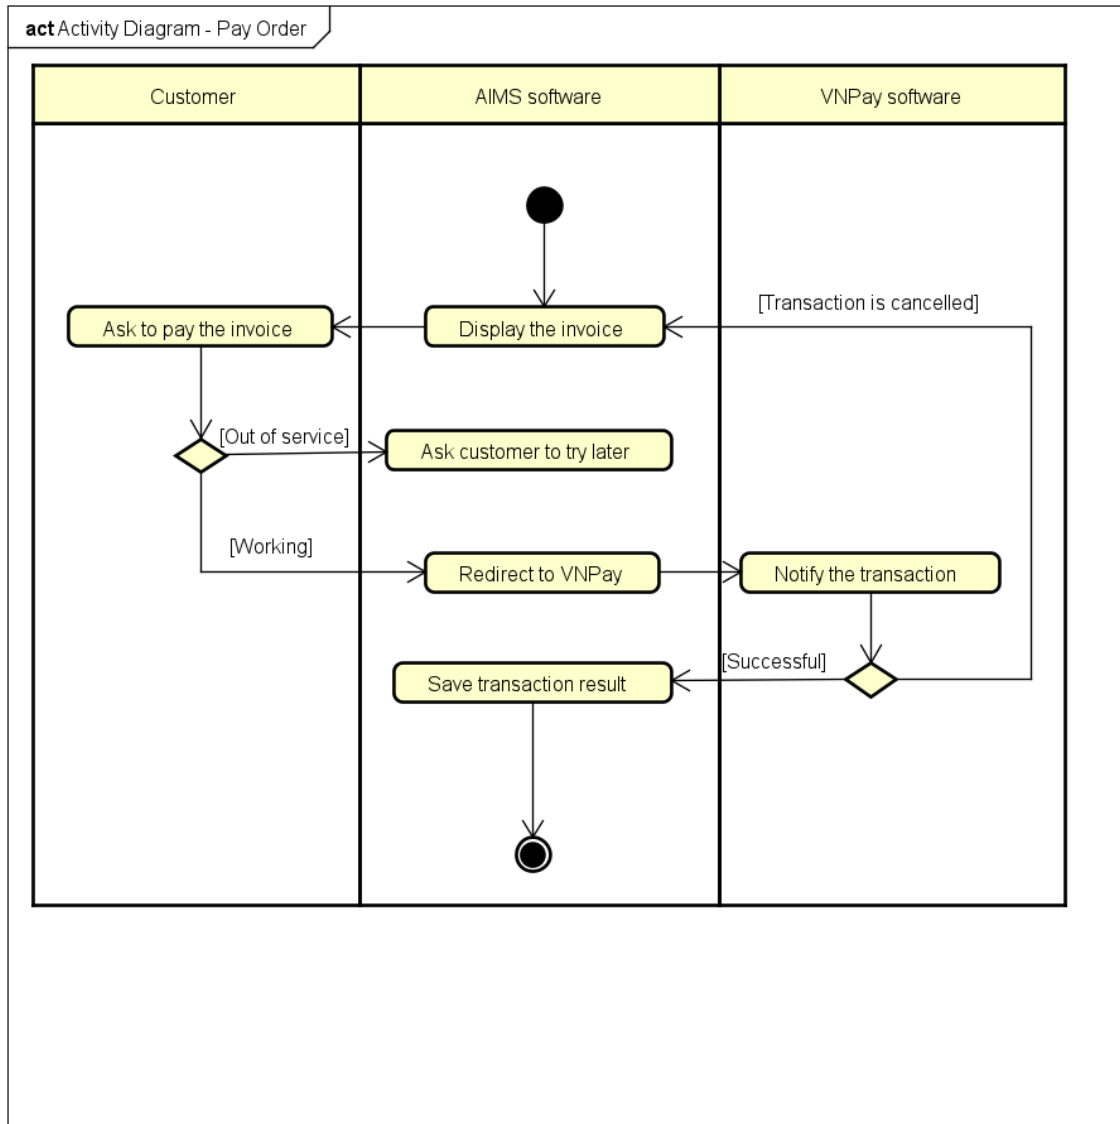 act Activity Diagram - Pay Order
Customer
AIMS software
VNPay software
[Transaction is cancelled]
Ask to pay the invoice
Display the invoice
[Out of service]
Ask customer to try later
[Working]
Redirect to VNPay
Notify the transaction
[Successful]
Save transaction result